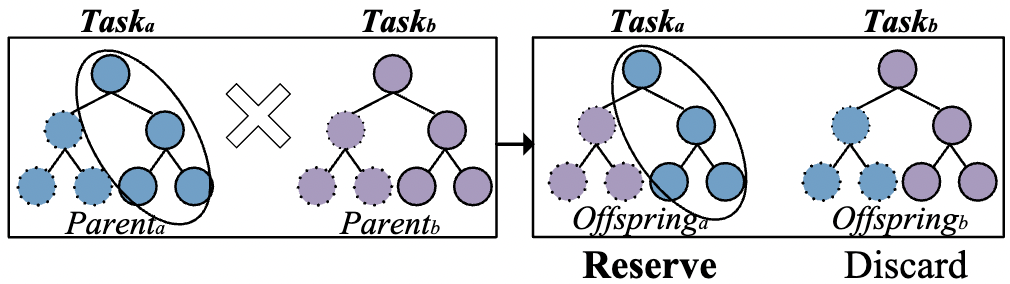 Taska Taskb Taska Taskb
Parenta Parentb Offspringa Offspringb
Reserve Discard